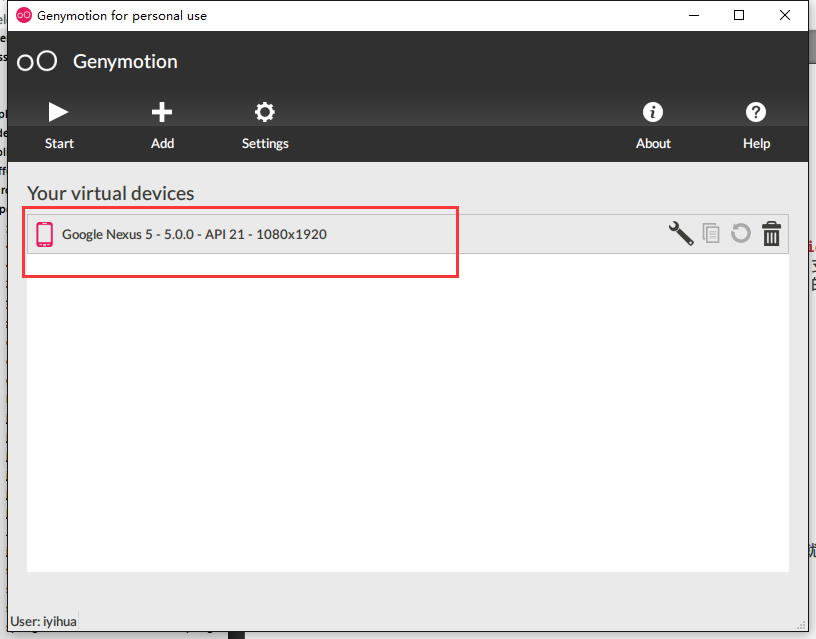 Genymotion for personal use
Genymotion
Start Add Settings About Help
Your virtual devices
Google Nexus 5 - 5.0.0 - API 21 - 1080x1920
User: iyihua